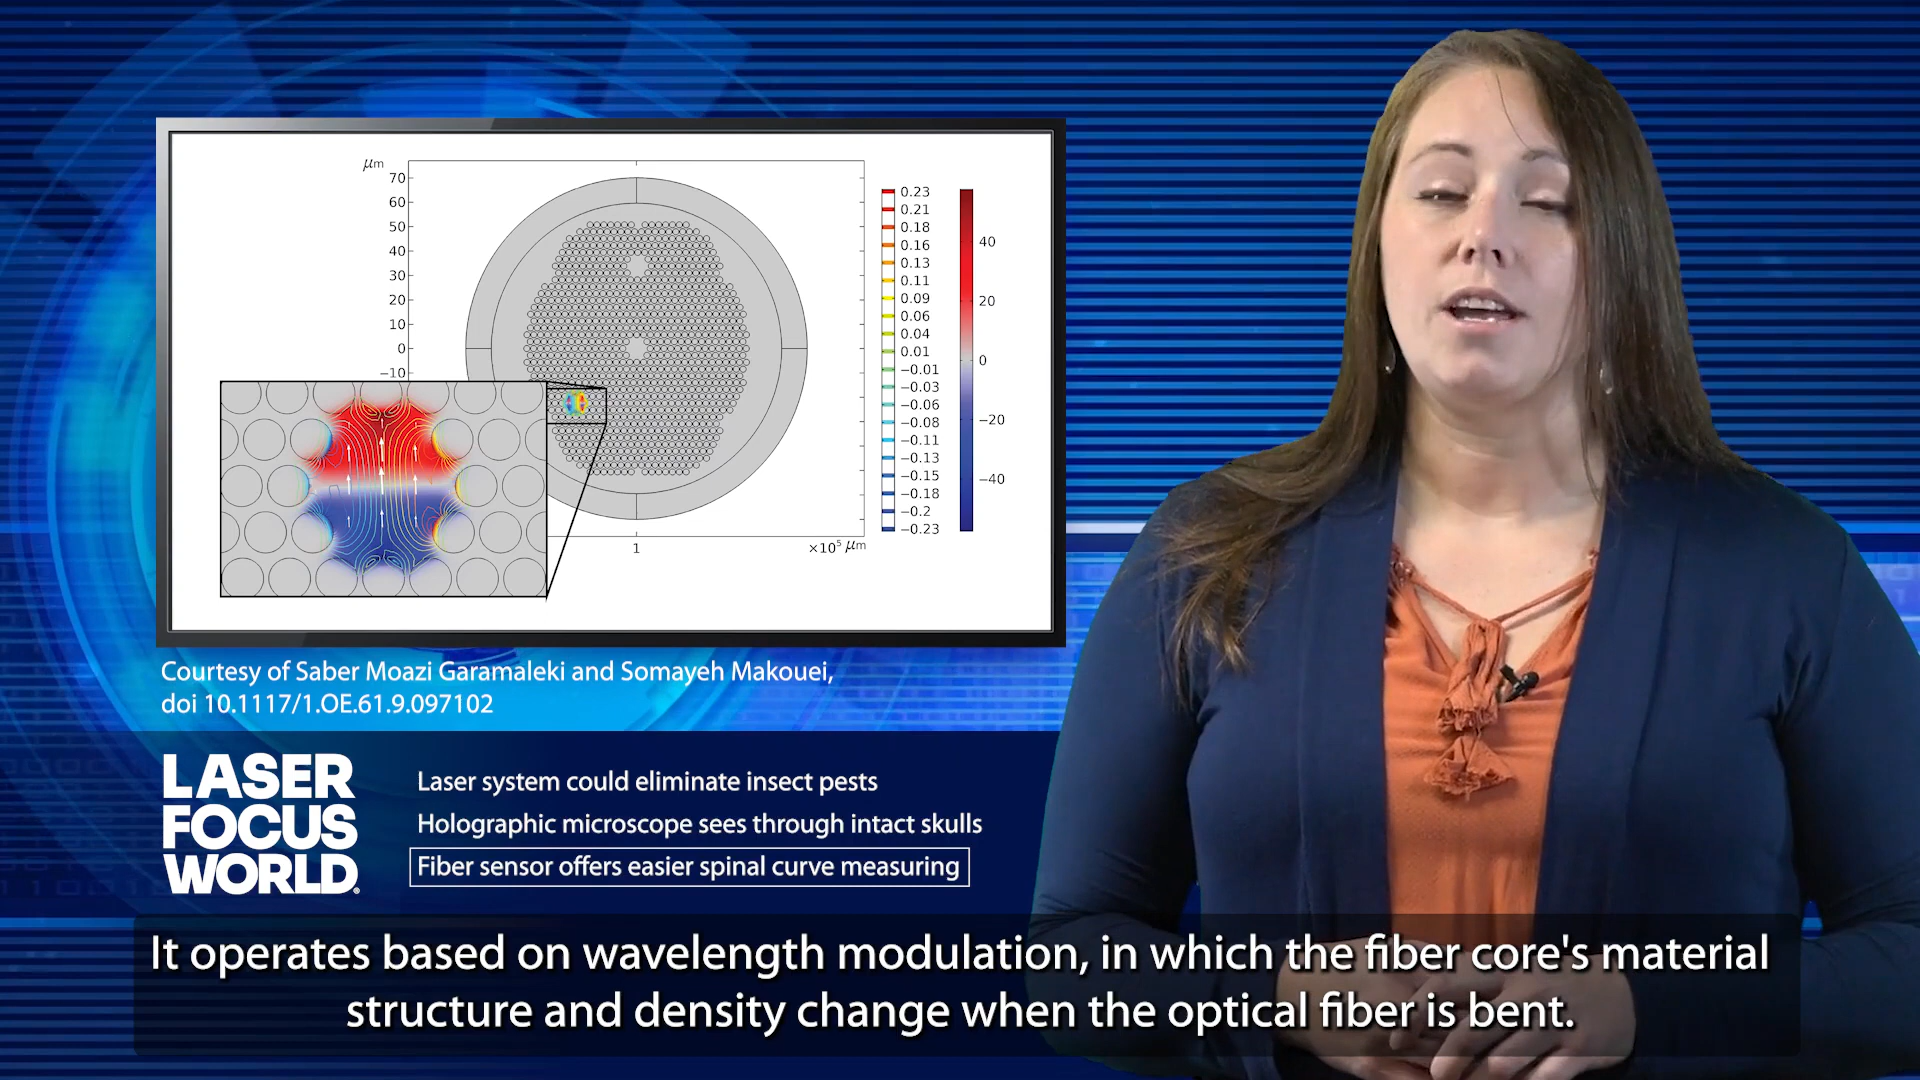 μm
70
60
50
40
30
20
10
0
−10
1
×10⁵ μm
0.23
0.21
0.18
0.16
0.13
0.11
0.09
0.06
0.04
0.01
−0.01
−0.03
−0.06
−0.08
−0.11
−0.13
−0.15
−0.18
−0.2
−0.23
40
20
0
−20
−40
Courtesy of Saber Moazi Garamaleki and Somayeh Makouei,
doi 10.1117/1.OE.61.9.097102
LASER
FOCUS
WORLD®
Laser system could eliminate insect pests
Holographic microscope sees through intact skulls
Fiber sensor offers easier spinal curve measuring
It operates based on wavelength modulation, in which the fiber core's material
structure and density change when the optical fiber is bent.